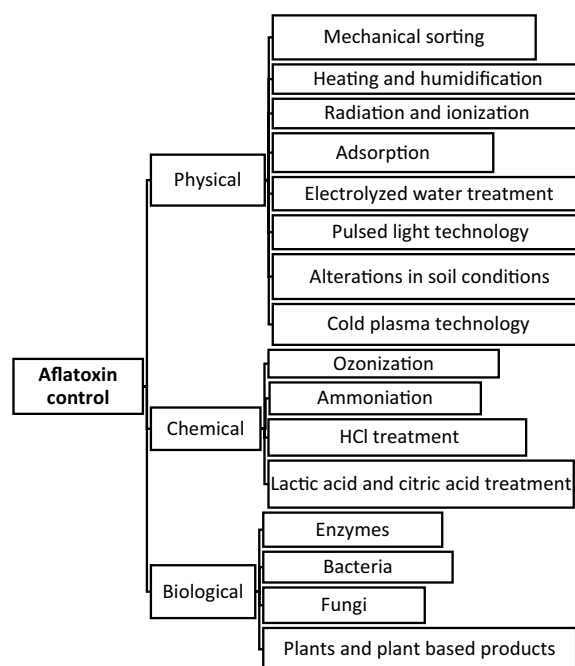 Mechanical sorting
Heating and humidification
Radiation and ionization
Adsorption
Physical
Electrolyzed water treatment
Pulsed light technology
Alterations in soil conditions
Cold plasma technology
Aflatoxin
control
Ozonization
Ammoniation
Chemical
HCl treatment
Lactic acid and citric acid treatment
Enzymes
Bacteria
Biological
Fungi
Plants and plant based products